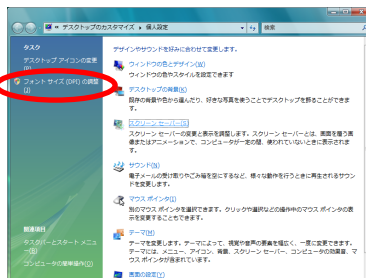 デスクトップのカスタマイズ ▸ 個人設定
検索
タスク
デスクトップ アイコンの変更(P)
フォント サイズ (DPI) の調整
(J)
関連項目
タスク バーとスタート メニュー(B)
コンピュータの簡単操作(Q)
デザインやサウンドを好みに合わせて変更します。
ウィンドウの色とデザイン(W)
ウィンドウの色やスタイルを設定できます
デスクトップの背景(K)
既存の背景や色から選んだり、好きな写真を使うことでデスクトップを飾ることができま
す。
スクリーン セーバー(S)
スクリーン セーバーの変更と表示を調整します。スクリーン セーバーとは、画面を覆う画
像またはアニメーションで、コンピュータが一定の間、使われていないときに表示されま
す。
サウンド(N)
電子メールの受け取りやごみ箱を空にするなど、様々な動作を行うときに再生されるサウン
ドを変更します。
マウス ポインタ(I)
別のマウス ポインタを選択できます。クリックや選択などの操作中のマウス ポインタの表
示を変更することもできます。
テーマ(M)
テーマを変更します。テーマによって、視覚や音声の要素を幅広く、一度に変更できます。
テーマには、メニュー、アイコン、背景、スクリーン セーバー、コンピュータの効果音、マ
ウス ポインタが含まれています。
画面の設定(Y)